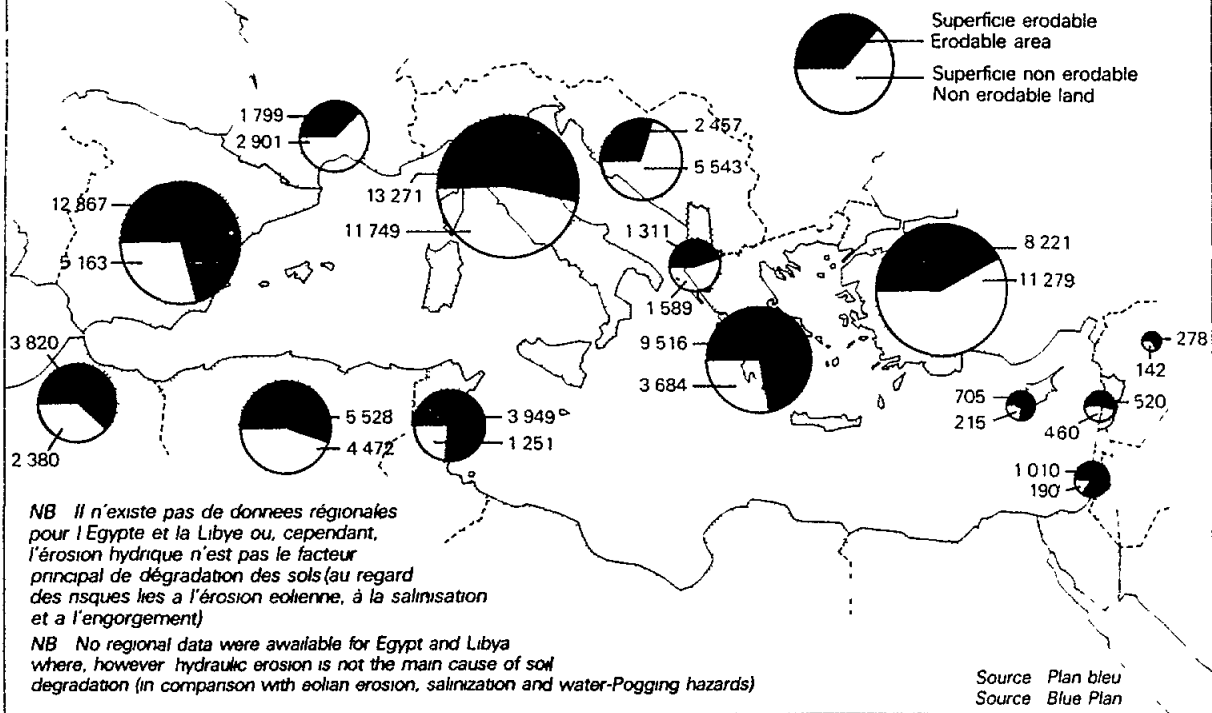 Superficie erodable
Erodable area
Superficie non erodable
Non erodable land
1 799
2 901
12 867
5 163
13 271
11 749
2 457
5 543
1 311
1 589
8 221
11 279
9 516
3 684
278
142
705
215
520
460
1 010
190
3 820
2 380
5 528
4 472
3 949
1 251
NB Il n'existe pas de donnees régionales
pour l Egypte et la Libye ou, cependant,
l'érosion hydrique n'est pas le facteur
principal de dégradation des sols (au regard
des risques lies a l'érosion eolienne, à la salinisation
et a l'engorgement)
NB No regional data were awailable for Egypt and Libya
where, however hydraulic erosion is not the main cause of soil
degradation (in comparison with eolian erosion, salinization and water-Pogging hazards)
Source Plan bleu
Source Blue Plan